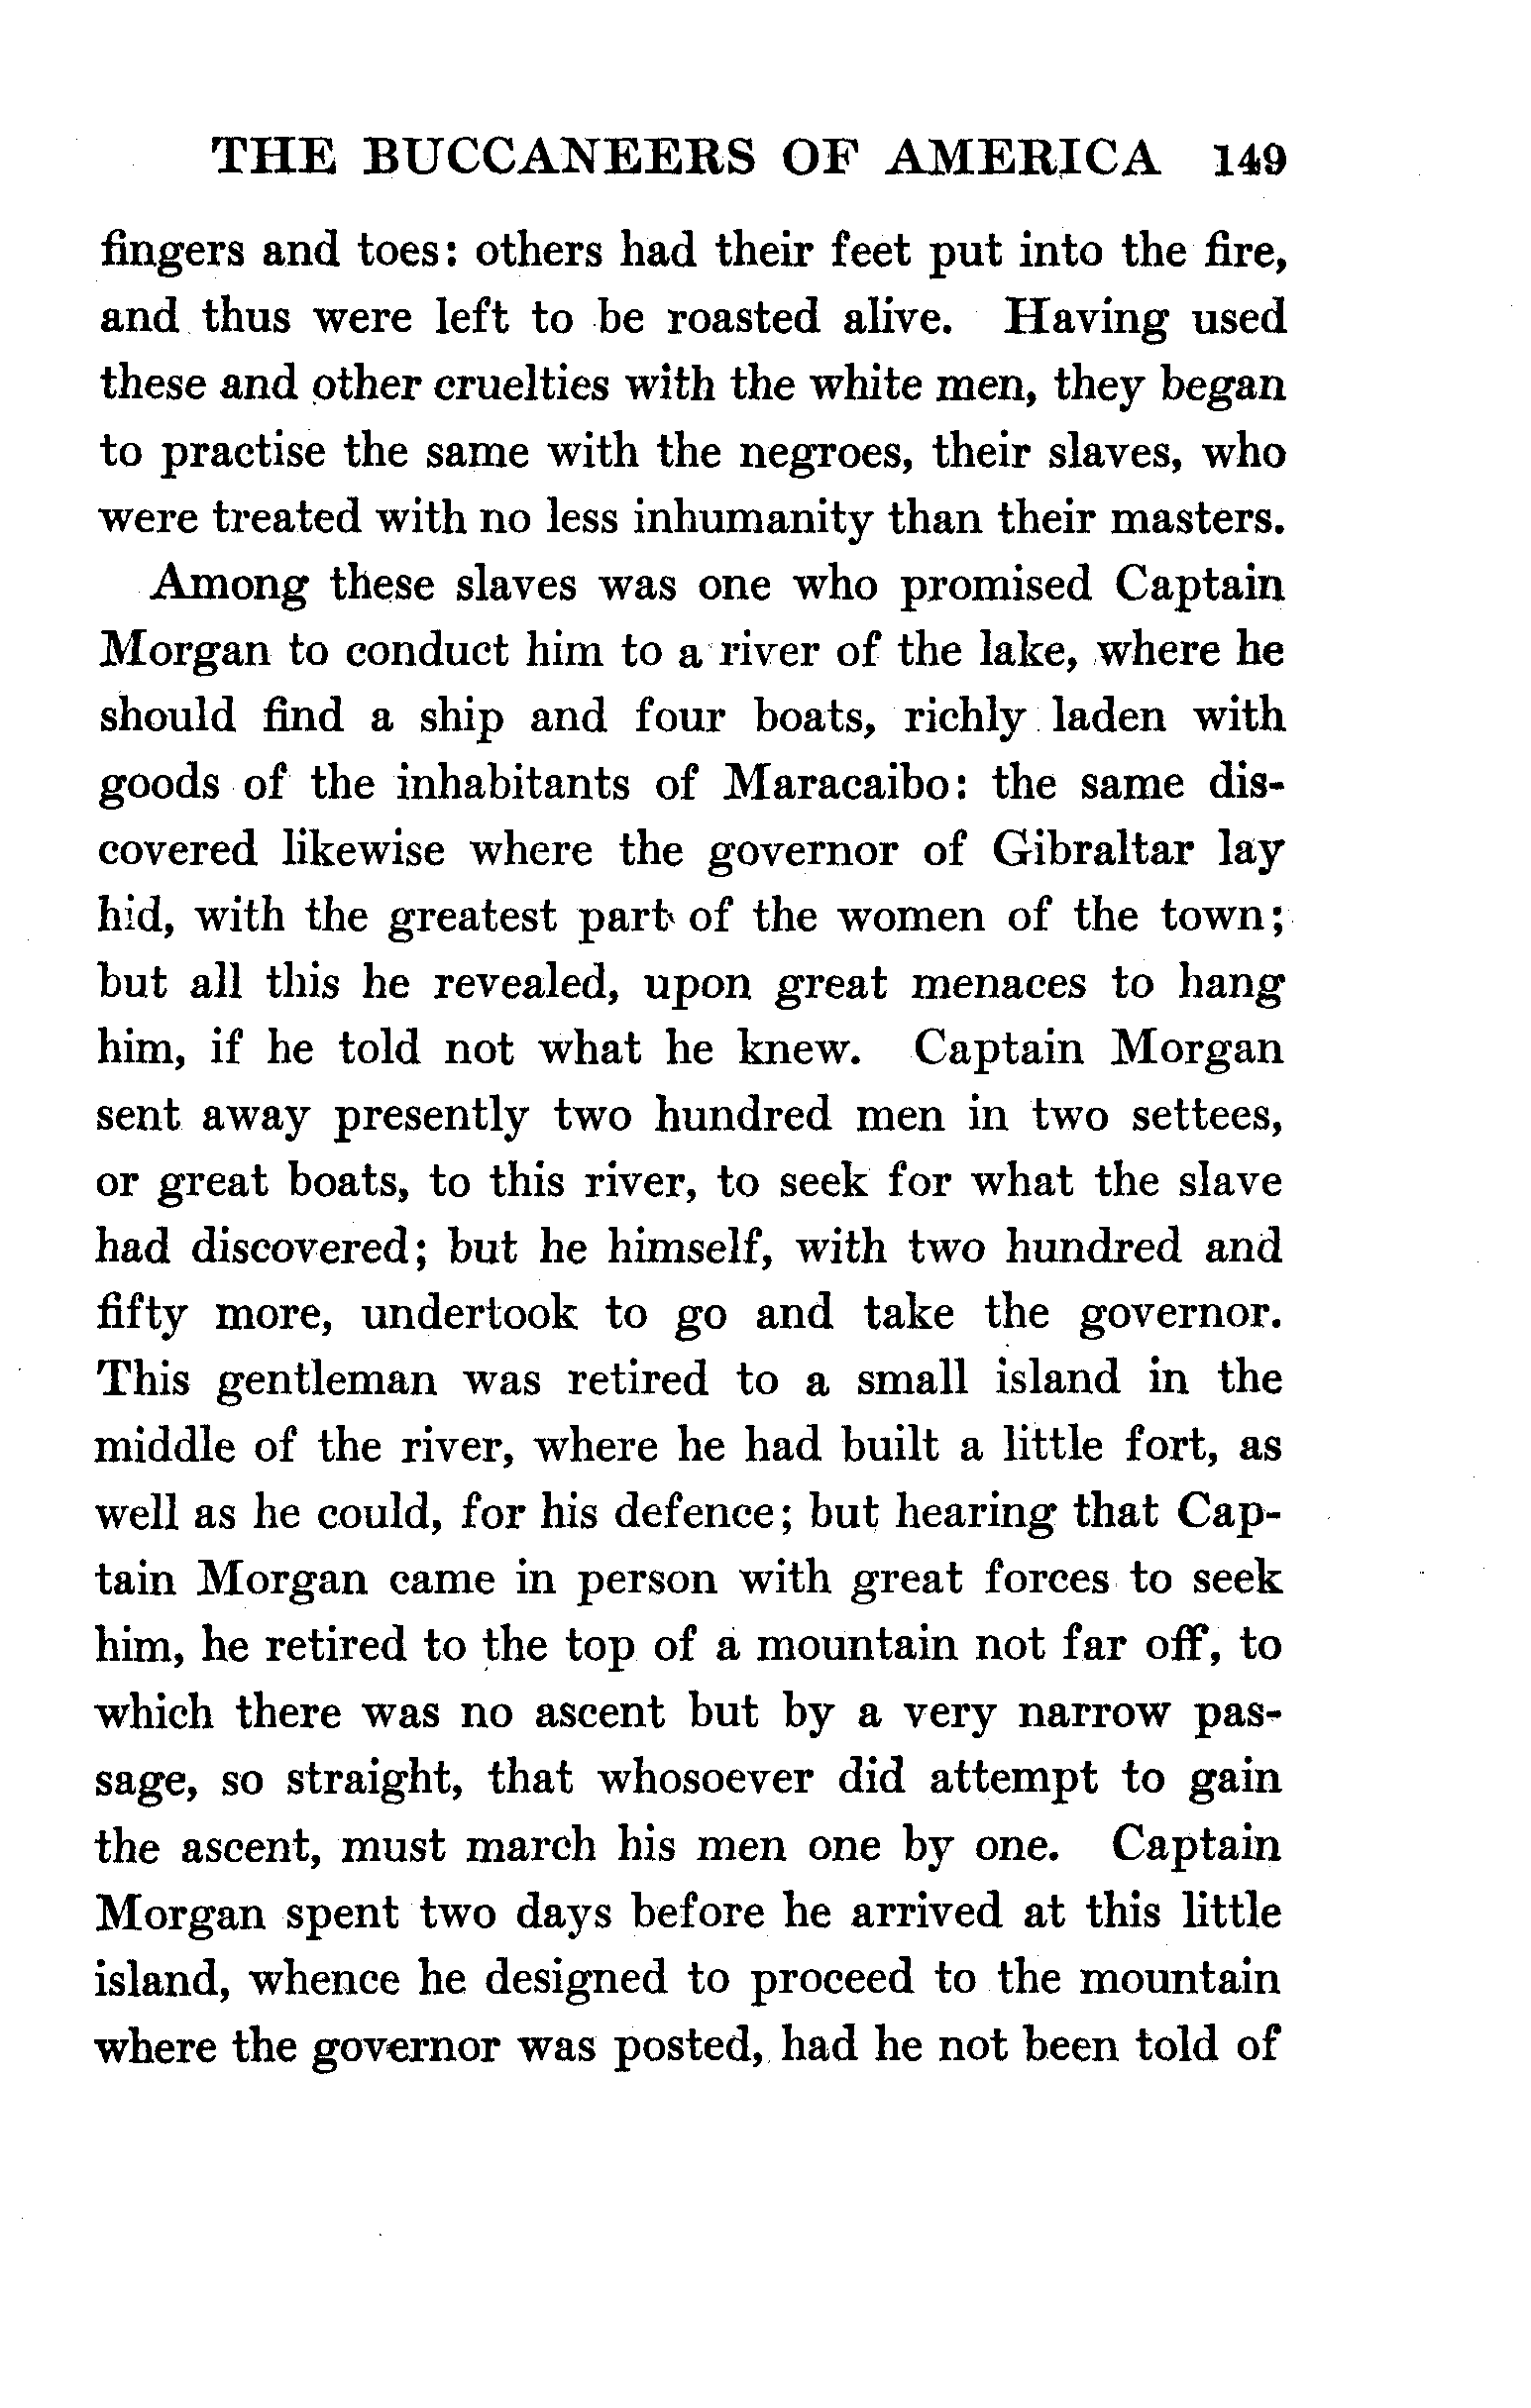 THE BUCCANEERS OF AMERICA 149
fingers and toes: others had their feet put into the fire,
and thus were left to be roasted alive. Having used
these and other cruelties with the white men, they began
to practise the same with the negroes, their slaves, who
were treated with no less inhumanity than their masters.
Among these slaves was one who promised Captain
Morgan to conduct him to a river of the lake, where he
should find a ship and four boats, richly laden with
goods of the inhabitants of Maracaibo: the same dis-
covered likewise where the governor of Gibraltar lay
hid, with the greatest part of the women of the town;
but all this he revealed, upon great menaces to hang
him, if he told not what he knew. Captain Morgan
sent away presently two hundred men in two settees,
or great boats, to this river, to seek for what the slave
had discovered; but he himself, with two hundred and
fifty more, undertook to go and take the governor.
This gentleman was retired to a small island in the
middle of the river, where he had built a little fort, as
well as he could, for his defence; but hearing that Cap-
tain Morgan came in person with great forces to seek
him, he retired to the top of a mountain not far off, to
which there was no ascent but by a very narrow pas-
sage, so straight, that whosoever did attempt to gain
the ascent, must march his men one by one. Captain
Morgan spent two days before he arrived at this little
island, whence he designed to proceed to the mountain
where the governor was posted, had he not been told of